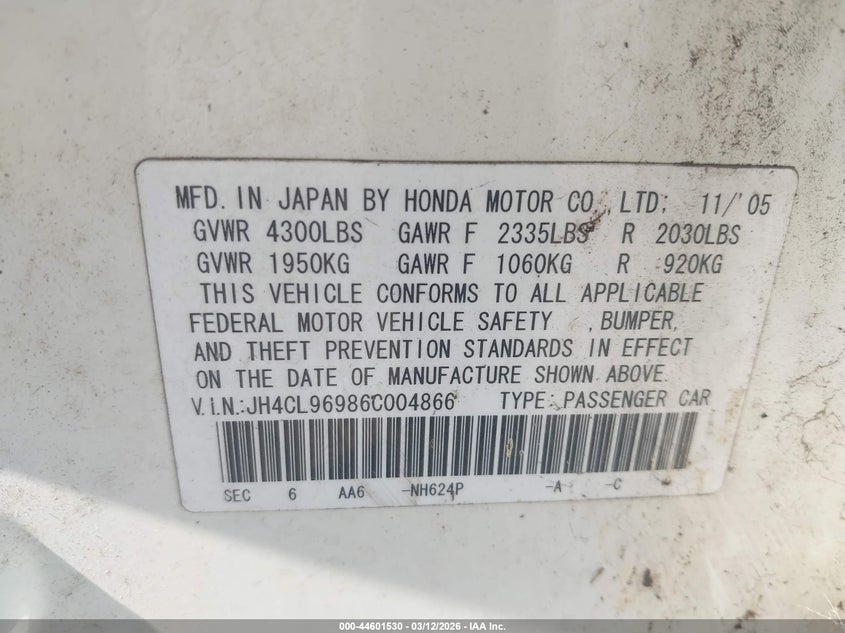 MFD. IN JAPAN BY HONDA MOTOR CO., LTD; 11/'05
GVWR 4300LBS GAWR F 2335LBS R 2030LBS
GVWR 1950KG GAWR F 1060KG R 920KG
THIS VEHICLE CONFORMS TO ALL APPLICABLE
FEDERAL MOTOR VEHICLE SAFETY , BUMPER,
AND THEFT PREVENTION STANDARDS IN EFFECT
ON THE DATE OF MANUFACTURE SHOWN ABOVE.
V.I.N.:JH4CL96986C004866 TYPE:PASSENGER CAR
SEC 6 AA6 -NH624P -A -C
000-44601530 - 03/12/2026 - IAA Inc.